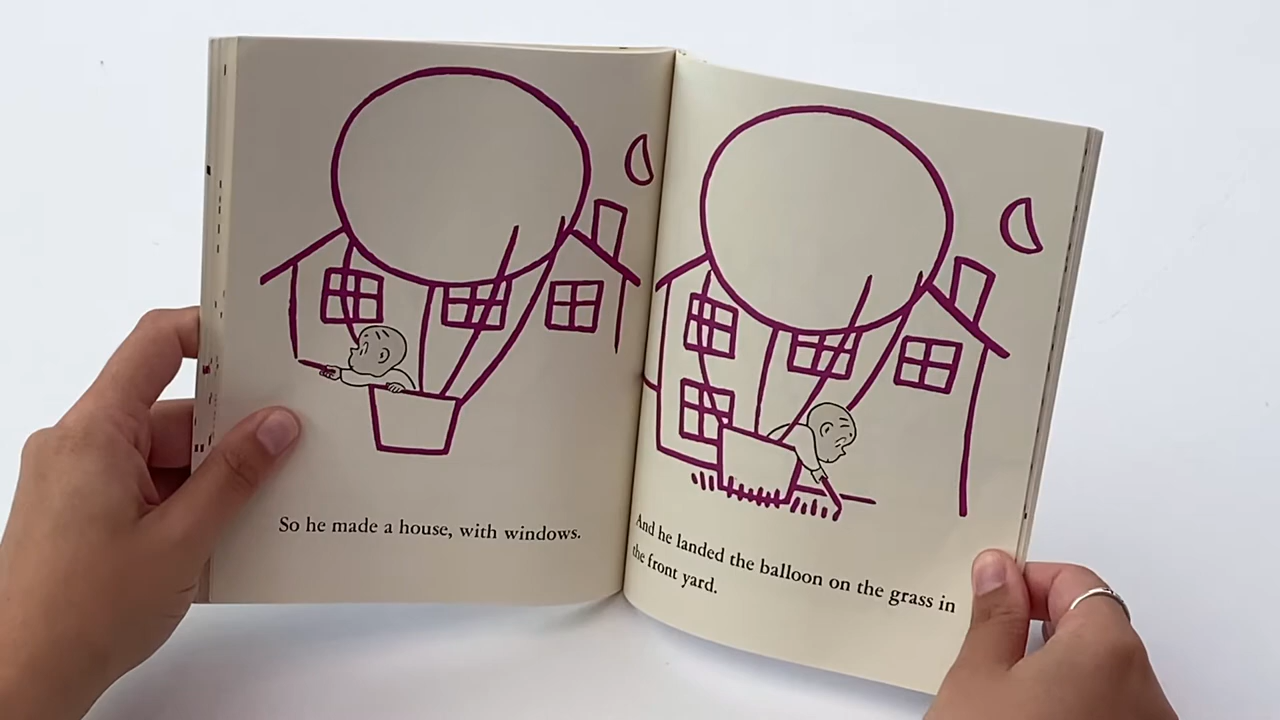 So he made a house, with windows.
And he landed the balloon on the grass in
the front yard.